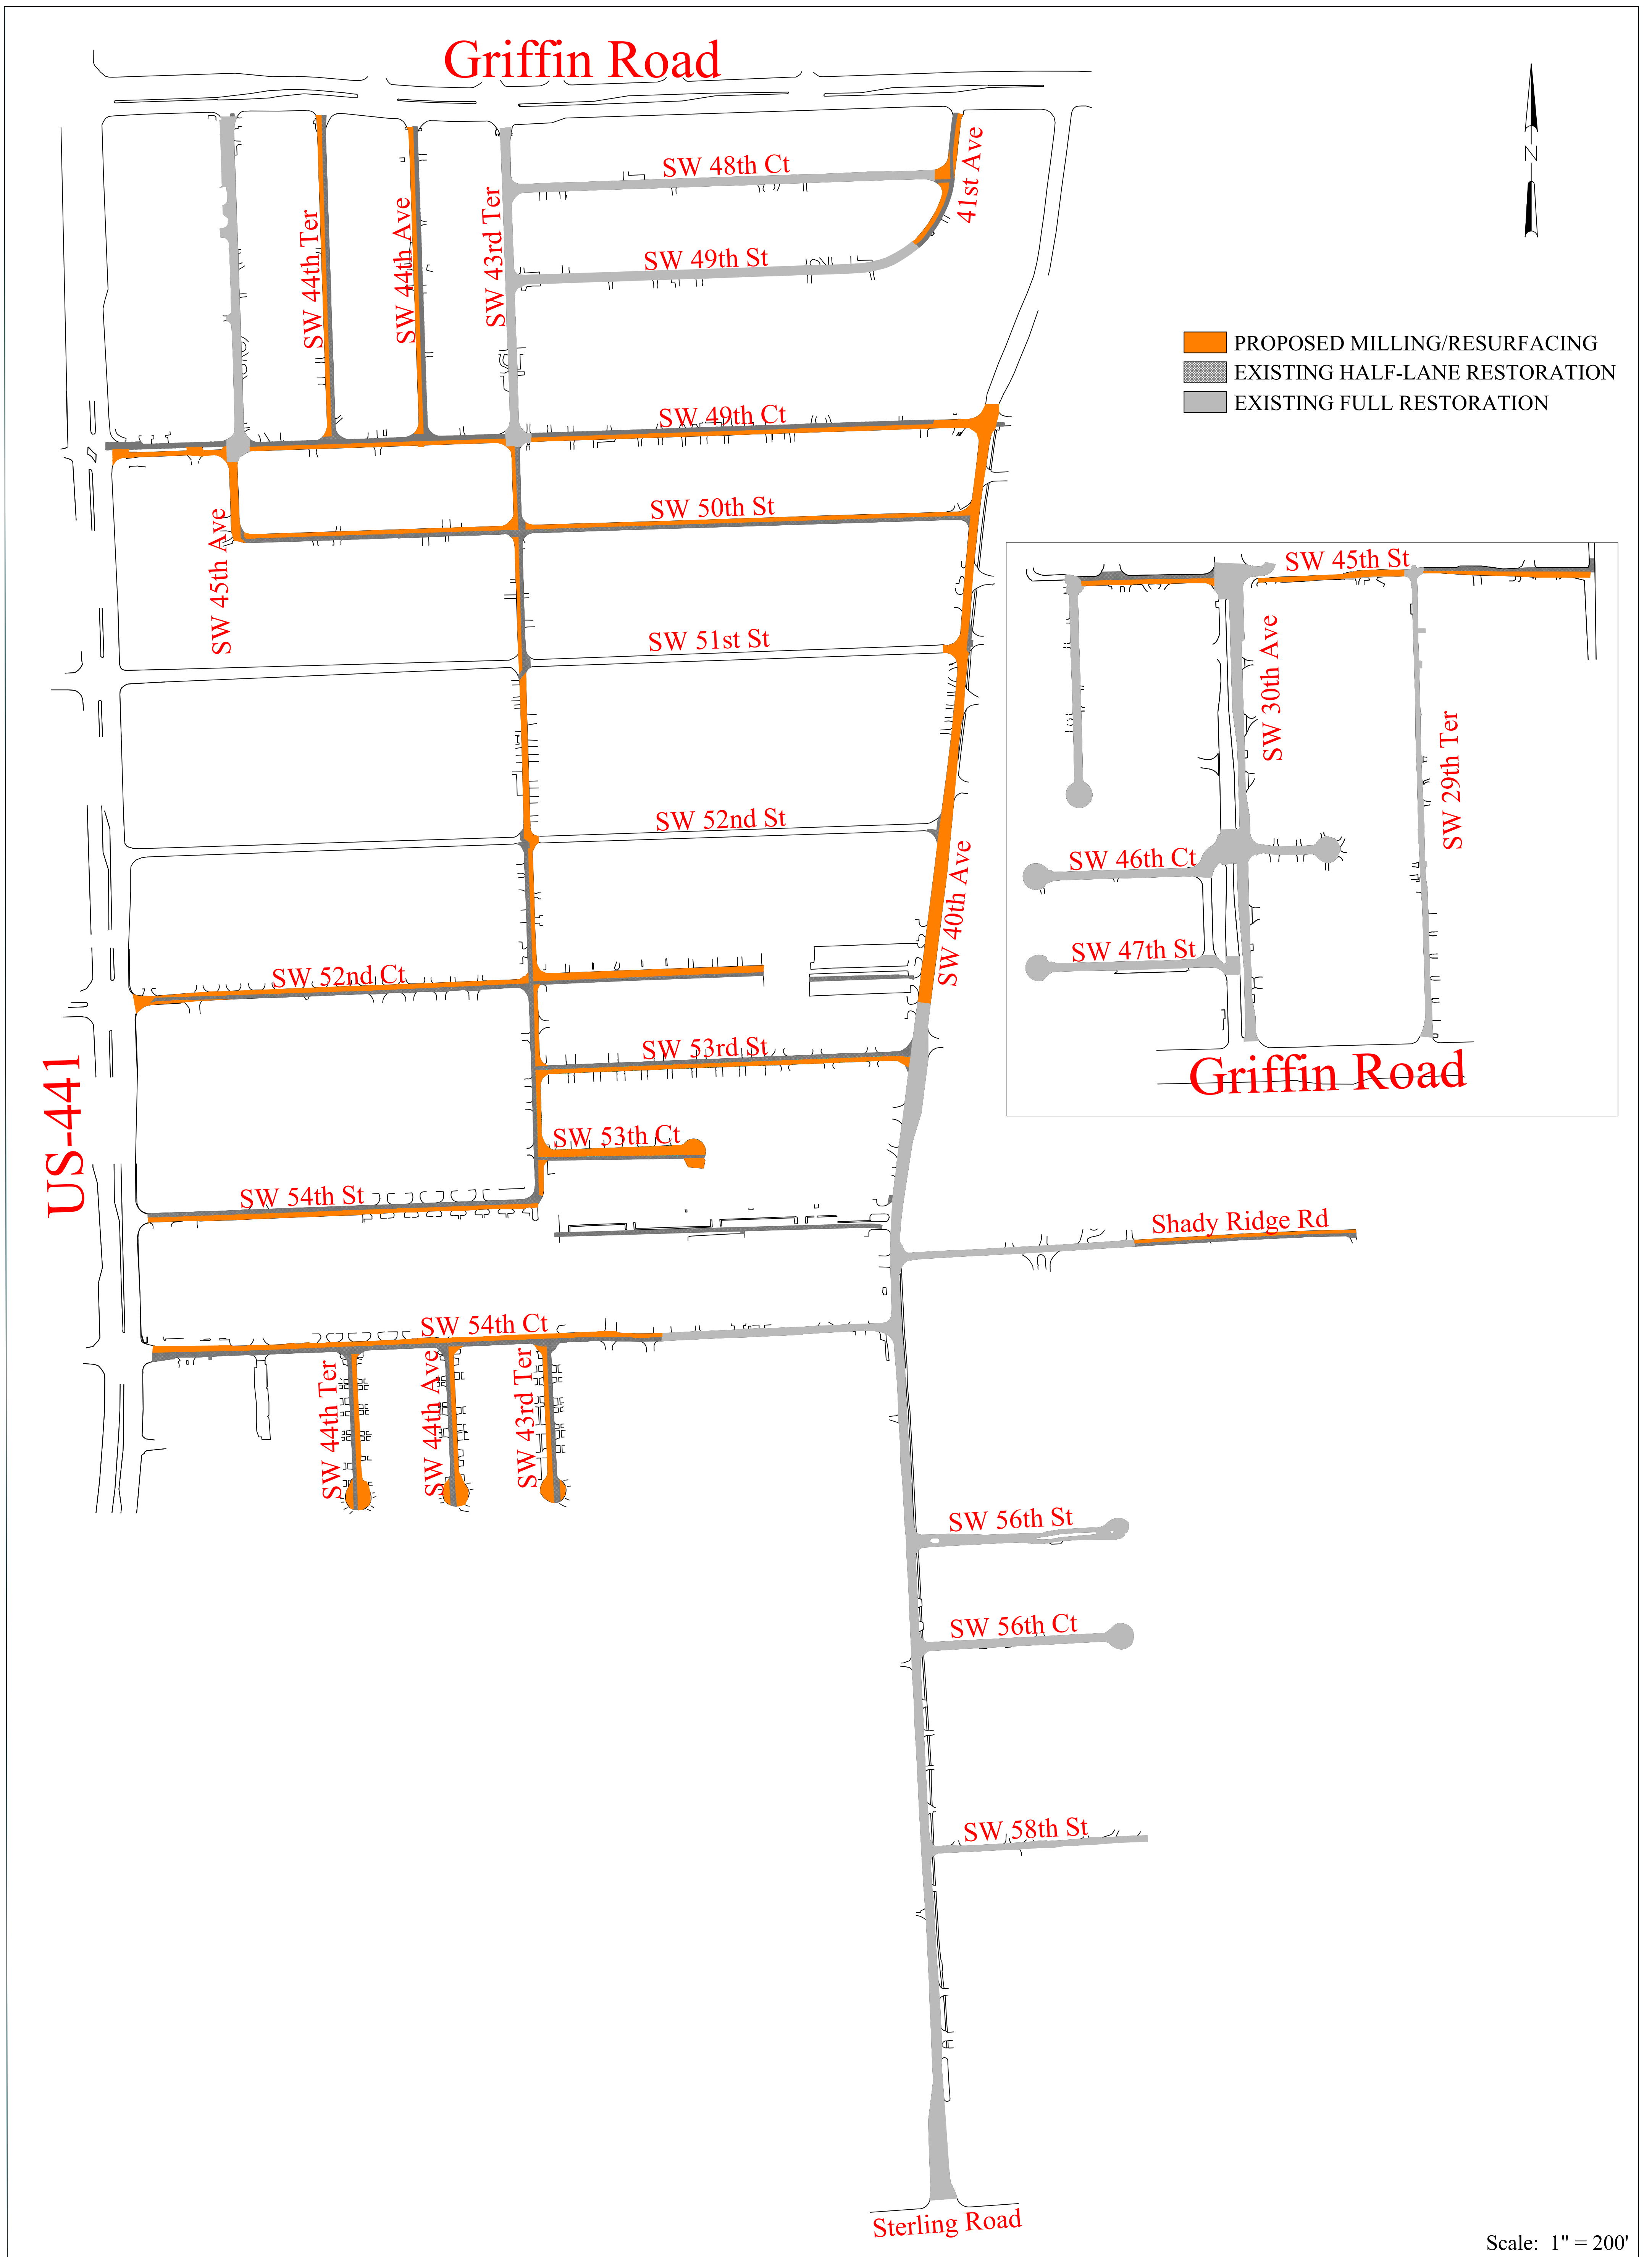 Griffin Road
N
SW 48th Ct
41st Ave
SW 44th Ter
SW 44th Ave
SW 43rd Ter
SW 49th St
PROPOSED MILLING/RESURFACING
EXISTING HALF-LANE RESTORATION
EXISTING FULL RESTORATION
SW 49th Ct
SW 50th St
SW 45th Ave
SW 51st St
SW 45th St
SW 30th Ave
SW 29th Ter
SW 46th Ct
SW 47th St
Griffin Road
SW 52nd St
SW 40th Ave
SW 52nd Ct
SW 53rd St
US-441
SW 53th Ct
SW 54th St
Shady Ridge Rd
SW 54th Ct
SW 44th Ter
SW 44th Ave
SW 43rd Ter
SW 56th St
SW 56th Ct
SW 58th St
Sterling Road
Scale: 1" = 200'